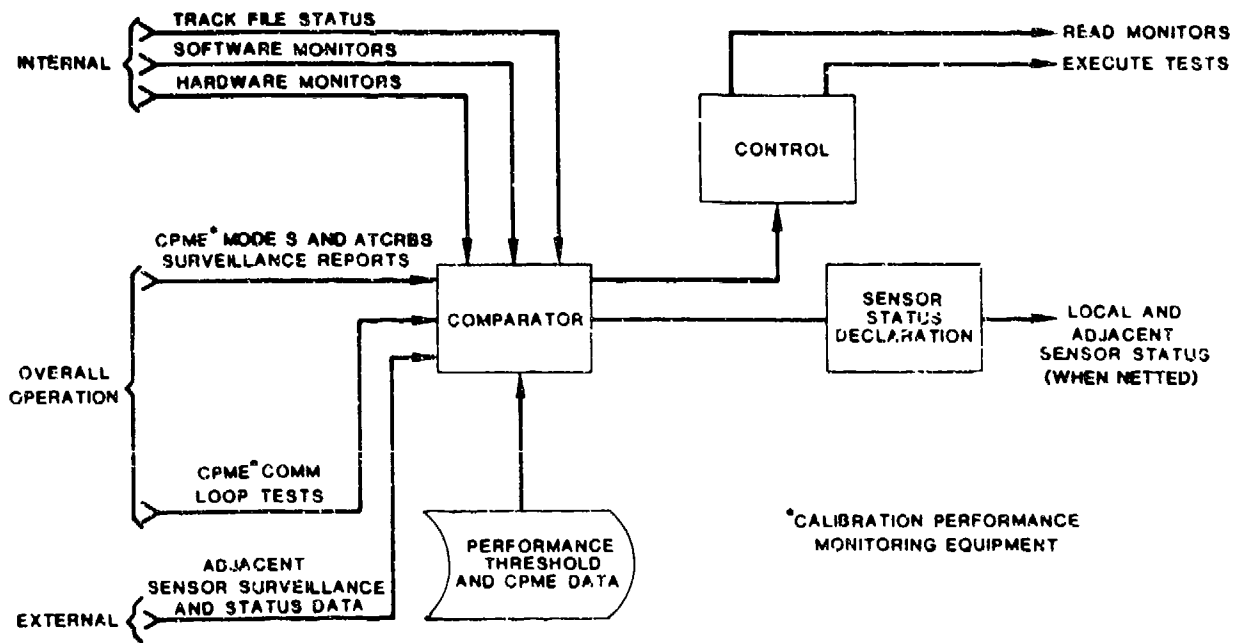 TRACK FILE STATUS
SOFTWARE MONITORS
INTERNAL
HARDWARE MONITORS
READ MONITORS
EXECUTE TESTS
CONTROL
CPME* MODE S AND ATCRBS
SURVEILLANCE REPORTS
COMPARATOR
SENSOR
STATUS
DECLARATION
LOCAL AND
ADJACENT
SENSOR STATUS
(WHEN NETTED)
OVERALL
OPERATION
CPME* COMM
LOOP TESTS
PERFORMANCE
THRESHOLD
AND CPME DATA
*CALIBRATION PERFORMANCE
MONITORING EQUIPMENT
ADJACENT
SENSOR SURVEILLANCE
AND STATUS DATA
EXTERNAL